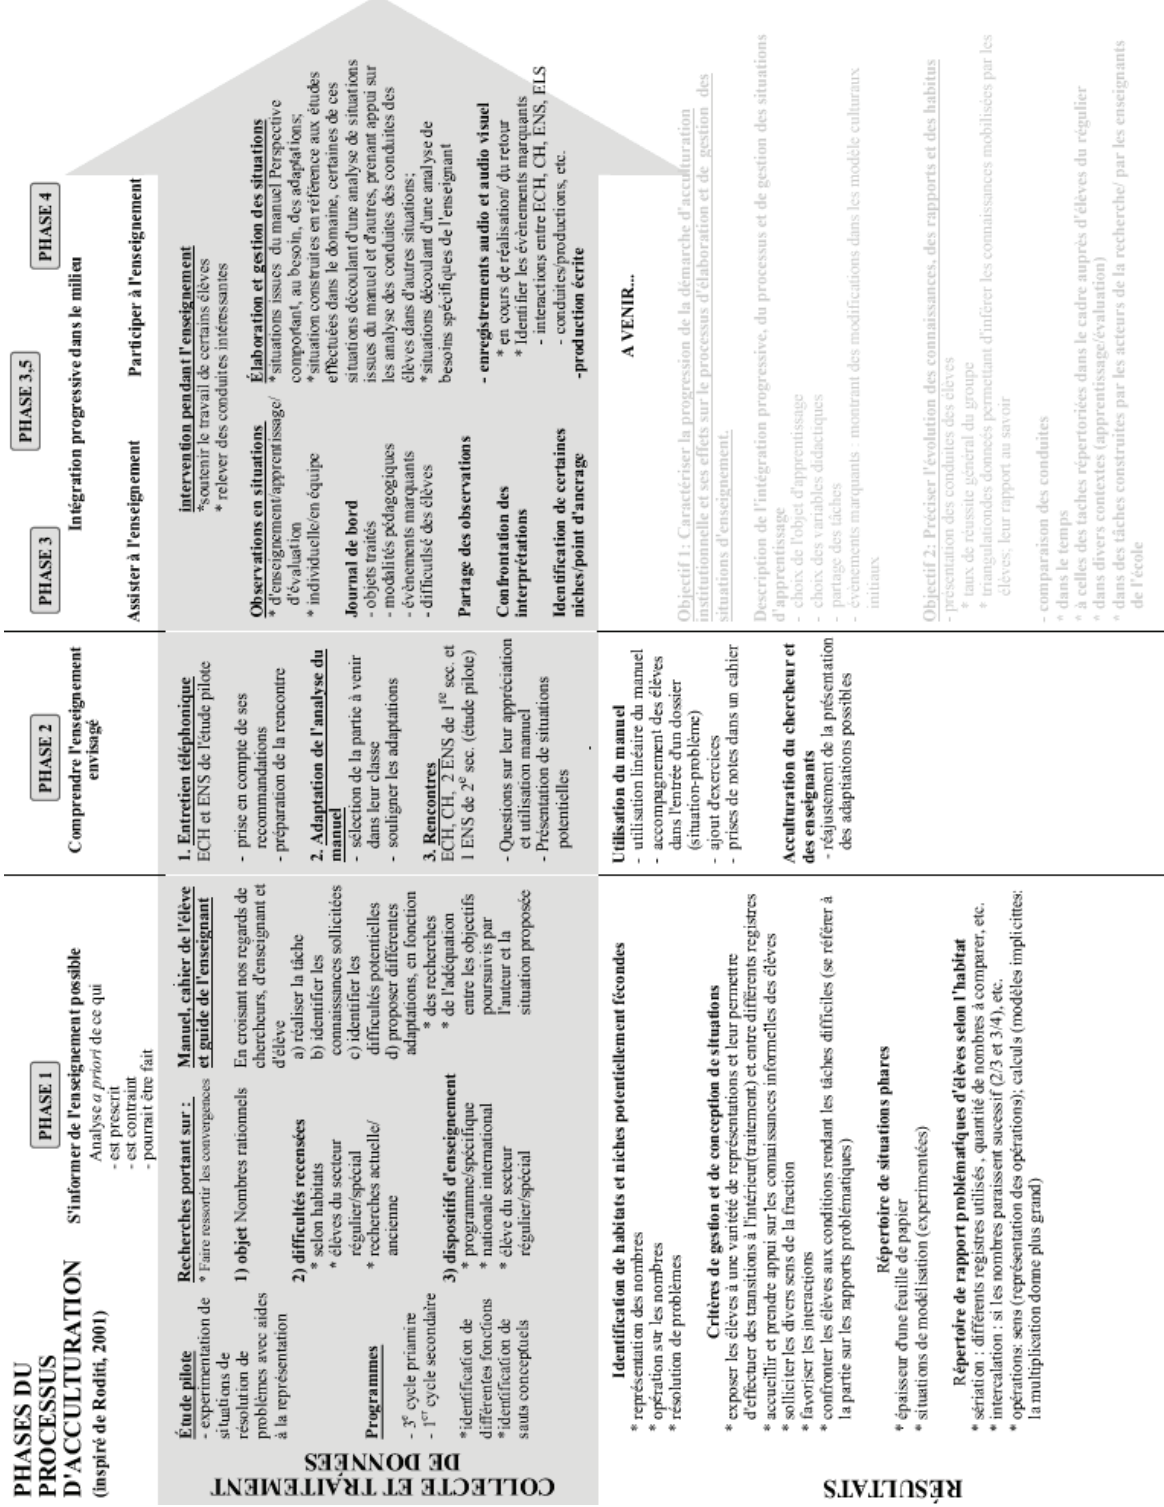 PHASES DU
PROCESSUS
D'ACCULTURATION
(inspiré de Roditi, 2001)
PHASE 1
S'informer de l'enseignement possible
Analyse a priori de ce qui
- est prescrit
- est contraint
- pourrait être fait
PHASE 2
Comprendre l'enseignement
envisagé
PHASE 3
PHASE 3,5
PHASE 4
Intégration progressive dans le milieu
Assister à l'enseignement
Participer à l'enseignement
COLLECTE ET TRAITEMENT
DE DONNÉES
Étude pilote
- expérimentation de
situations de
résolution de
problèmes avec aides
à la représentation
Programmes
- 3e cycle priamire
- 1er cycle secondaire
*identification de
différentes fonctions
*identification de
sauts conceptuels
Recherches portant sur :
* Faire ressortir les convergences
1) objet Nombres rationnels
2) difficultés recensées
* selon habitats
* élèves du secteur
régulier/spécial
* recherches actuelle/
ancienne
3) dispositifs d'enseignement
* programme/spécifique
* nationale international
* élève du secteur
régulier/spécial
Manuel, cahier de l'élève
et guide de l'enseignant
En croisant nos regards de
chercheurs, d'enseignant et
d'élève
a) réaliser la tâche
b) identifier les
connaissances sollicitées
c) identifier les
difficultés potentielles
d) proposer différentes
adaptations, en fonction
* des recherches
* de l'adéquation
entre les objectifs
poursuivis par
l'auteur et la
situation proposée
1. Entretien téléphonique
ECH et ENS de l'étude pilote
- prise en compte de ses
recommandations
- préparation de la rencontre
2. Adaptation de l'analyse du
manuel
- sélection de la partie à venir
dans leur classe
- souligner les adaptations
3. Rencontres
ECH, CH, 2 ENS de 1re sec. et
1 ENS de 2e sec. (étude pilote)
- Questions sur leur appréciation
et utilisation manuel
- Présentation de situations
potentielles
intervention pendant l'enseignement
*soutenir le travail de certains élèves
* relever des conduites intéressantes
Observations en situations
* d'enseignement/apprentissage/
d'évaluation
* individuelle/en équipe
Journal de bord
- objets traités
- modalités pédagogiques
- évènements marquants
- difficutlsé des élèves
Partage des observations
Confrontation des
interprétations
Identification de certaines
niches/point d'ancrage
Élaboration et gestion des situations
*situations issues du manuel Perspective
comportant, au besoin, des adaptations;
*situation construites en référence aux études
effectuées dans le domaine, certaines de ces
situations découlant d'une analyse de situations
issues du manuel et d'autres, prenant appui sur
les analyse des conduites des conduites des
élèves dans d'autres situations;
*situations découlant d'une analyse de
besoins spécifiques de l'enseignant
- enregistrements audio et audio visuel
* en cours de réalisation/ du retour
* Identifier les évènements marquants
- interactions entre ECH, CH, ENS, ELS
- conduites/productions, etc.
-production écrite
RÉSULTATS
Identification de habitats et niches potentiellement fécondes
* représentation des nombres
* opération sur les nombres
* résolution de problèmes
Critères de gestion et de conception de situations
* exposer les élèves à une varitété de représentations et leur permettre
d'effectuer des transitions à l'intérieur(traitement) et entre différents registres
* accueillir et prendre appui sur les connaissances informelles des élèves
* solliciter les divers sens de la fraction
* favoriser les interactions
* confronter les élèves aux conditions rendant les tâches difficiles (se référer à
la partie sur les rapports problématiques)
Répertoire de situations phares
* épaisseur d'une feuille de papier
* situations de modélisation (experimentées)
Répertoire de rapport problématiques d'élèves selon l'habitat
* sériation : différents registres utilisés , quantité de nombres à comparer, etc.
* intercalation : si les nombres paraissent sucessif (2/3 et 3/4), etc.
* opérations: sens (représentation des opérations); calculs (modèles implicittes:
la multiplication donne plus grand)
Utilisation du manuel
- utilisation linéaire du manuel
- accompagnement des élèves
dans l'entrée d'un dossier
(situation-problème)
- ajout d'exercices
- prises de notes dans un cahier
Acculturation du chercheur et
des enseignants
- réajustement de la présentation
des adaptiations possibles
A VENIR...
Objectif 1: Caractériser la progression de la démarche d'acculturation
institutionnelle et ses effets sur le processus d'élaboration et de gestion des
situations d'enseignement.
Description de l'intégration progressive, du processus et de gestion des situations
d'apprentissage
- choix de l'objet d'apprentissage
- choix des variables didactiques
- partage des tâches
- évènements marquants : montrant des modifications dans les modèle culturaux
initiaux
Objectif 2: Préciser l'évolution des connaissances, des rapports et des habitus
- présentation des conduites des élèves
* taux de réussite général du groupe
* triangulationdes données permettant d'inférer les connaissances mobilisées par les
élèves; leur rapport au savoir
- comparaison des conduites
* dans le temps
* à celles des taches répertoriées dans le cadre auprès d'élèves du régulier
* dans divers contextes (apprentissage/évaluation)
* dans des tâches construites par les acteurs de la recherche/ par les enseignants
de l'école